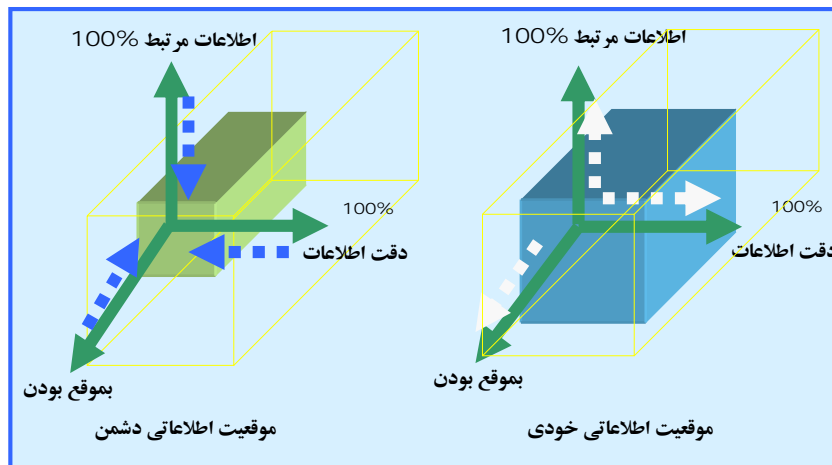 اطلاعات مرتبط 100%
100%
دقت اطلاعات
بموقع بودن
موقعیت اطلاعاتی خودی
اطلاعات مرتبط 100%
100%
دقت اطلاعات
بموقع بودن
موقعیت اطلاعاتی دشمن